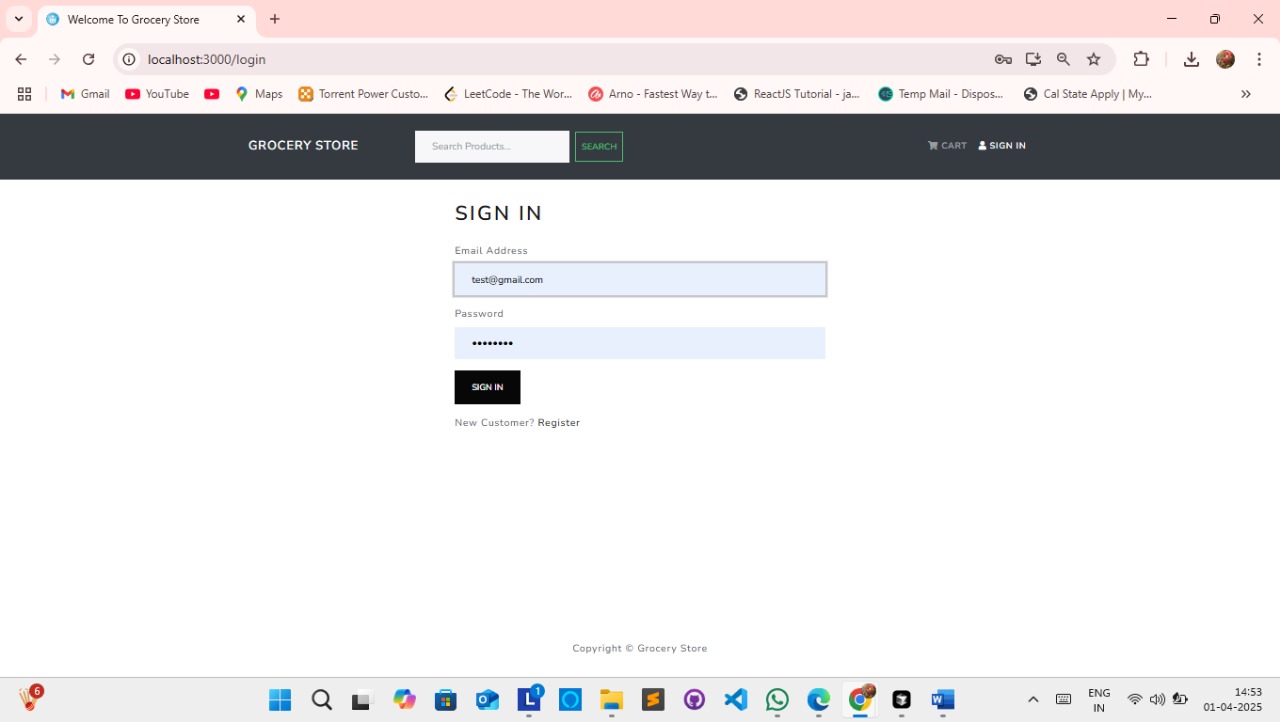 Welcome To Grocery Store
localhost:3000/login
Gmail YouTube Maps Torrent Power Custo... LeetCode - The Wor... Arno - Fastest Way t... ReactJS Tutorial - ja... Temp Mail - Dispos... Cal State Apply | My...
GROCERY STORE Search Products... SEARCH CART SIGN IN
SIGN IN
Email Address
test@gmail.com
Password
••••••••
SIGN IN
New Customer? Register
Copyright © Grocery Store
6 L 1 ENG 14:53
IN 01-04-2025